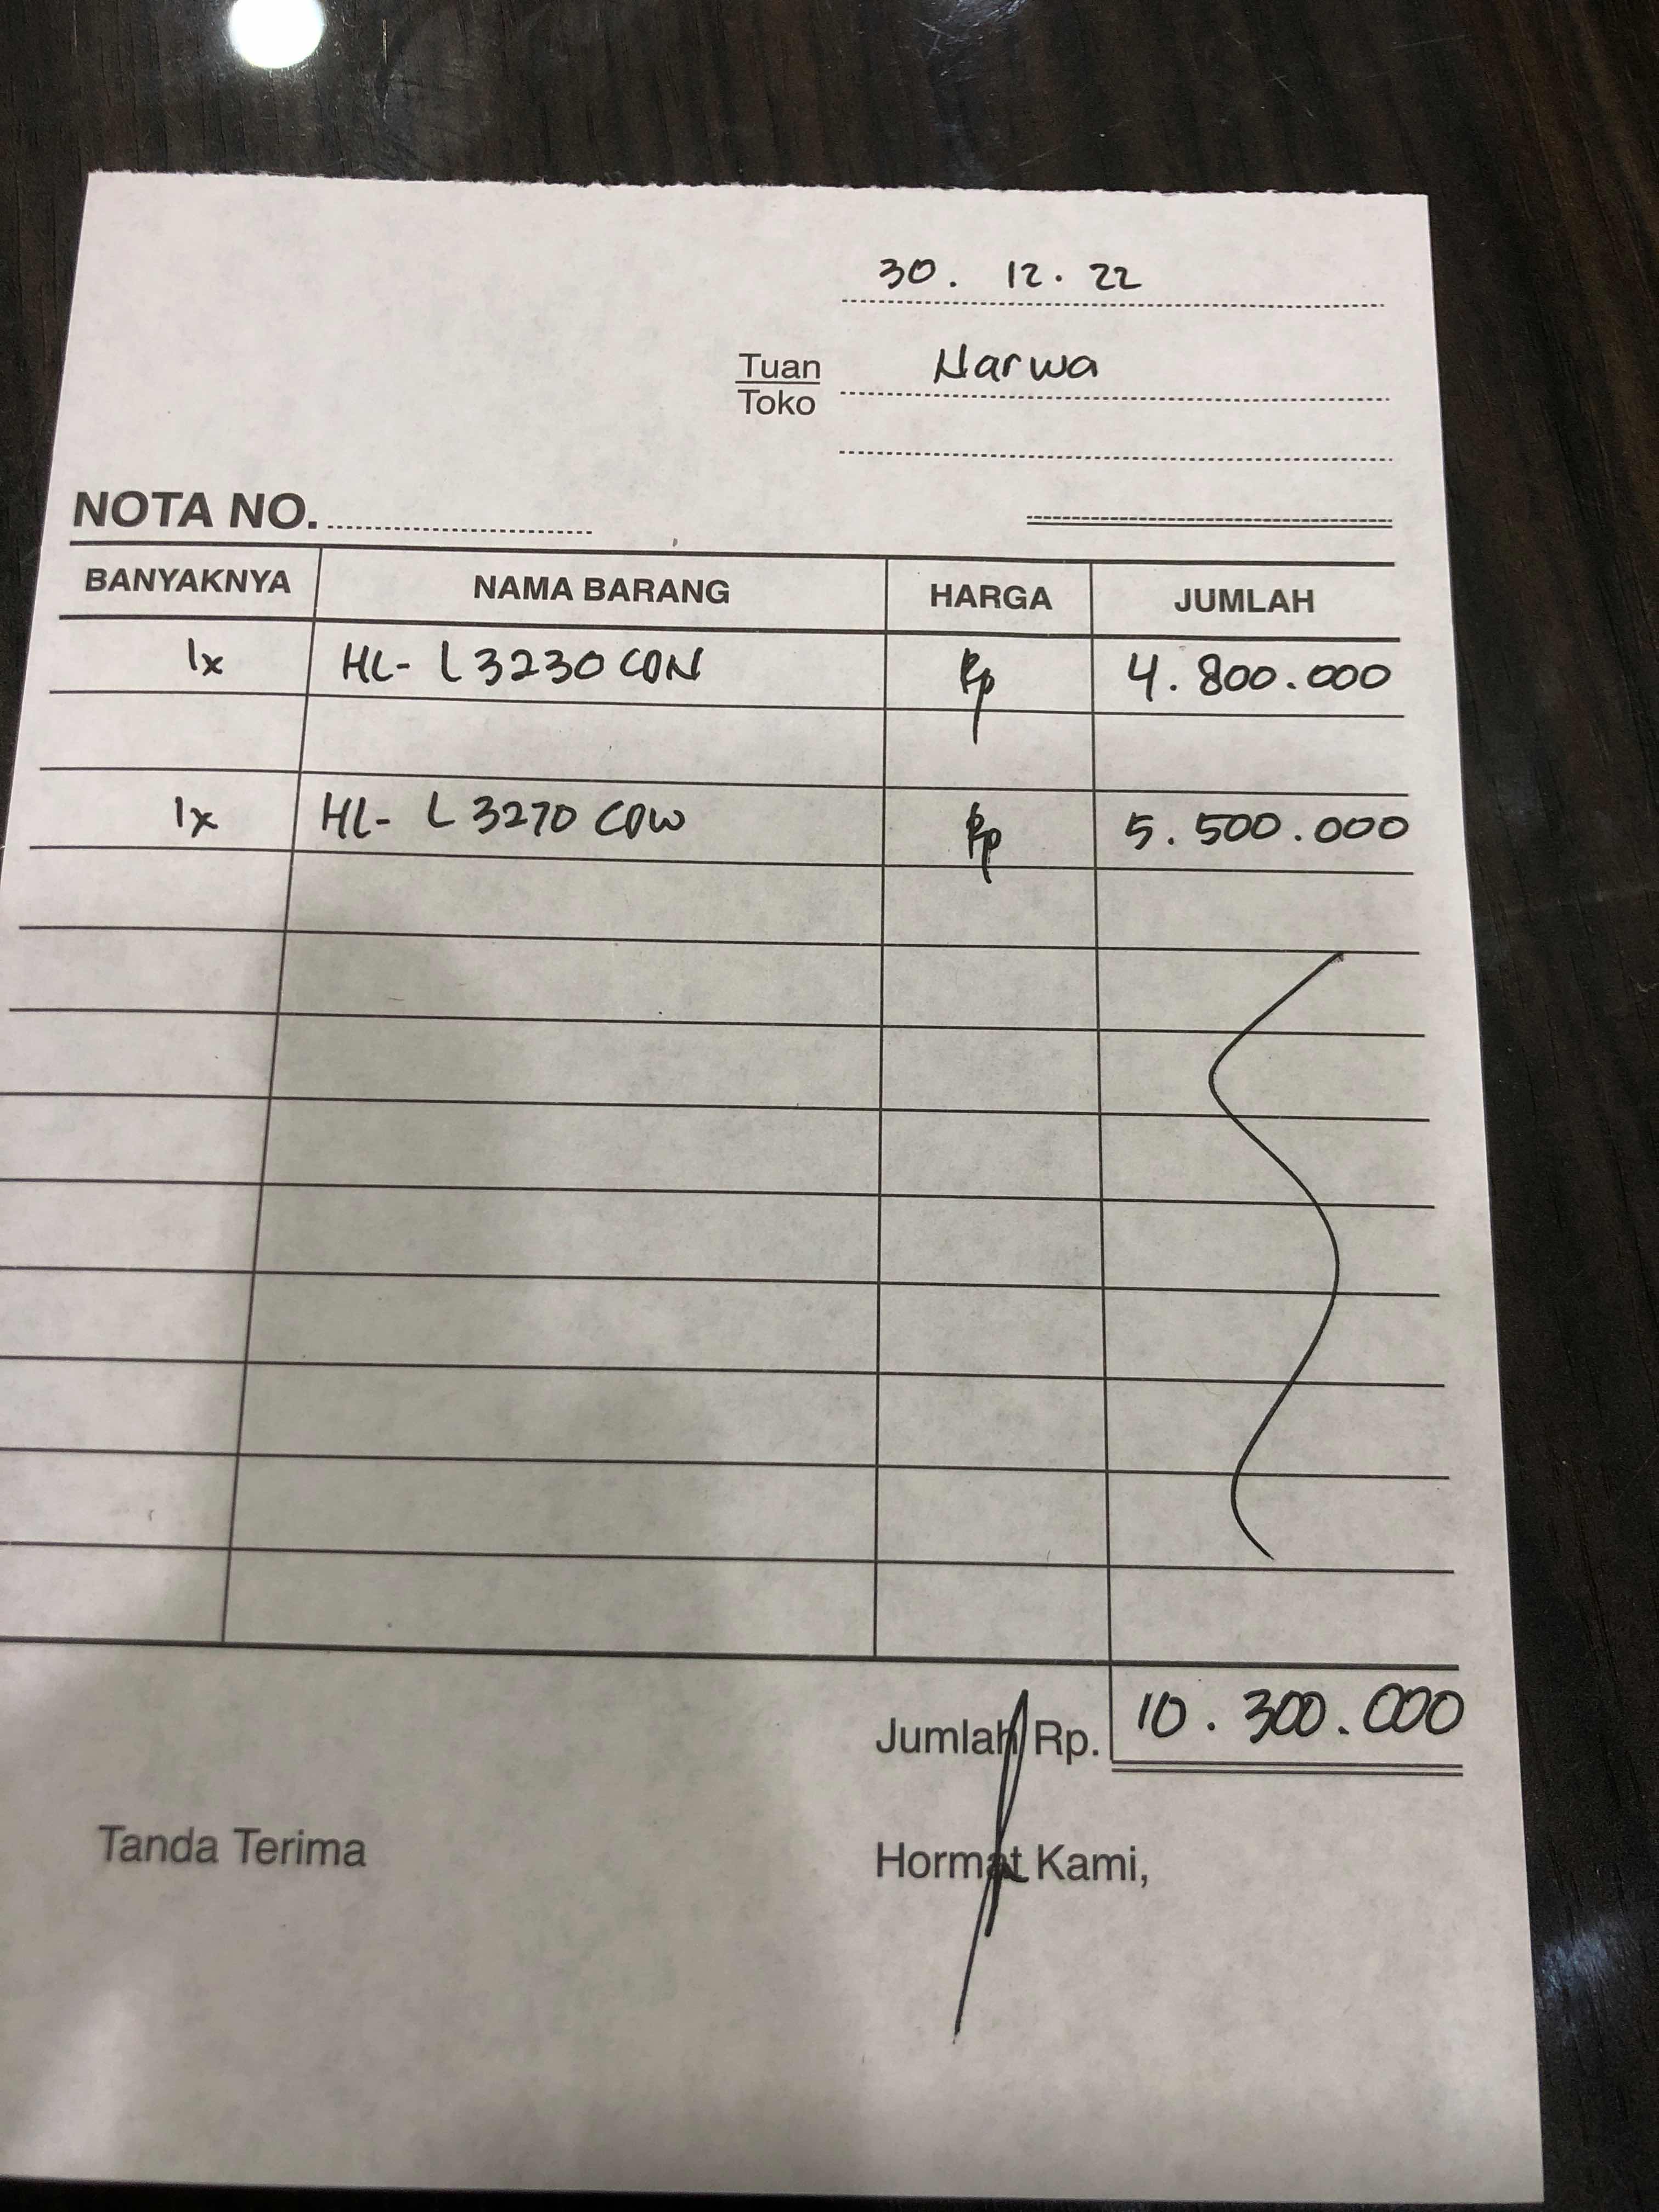 30. 12. 22
Tuan Narwa
Toko
NOTA NO.
BANYAKNYA NAMA BARANG HARGA JUMLAH
1x HL- L3230 CDN Rp 4.800.000
1x HL- L3270 CDW Rp 5.500.000
Jumlah Rp. 10.300.000
Tanda Terima Hormat Kami,